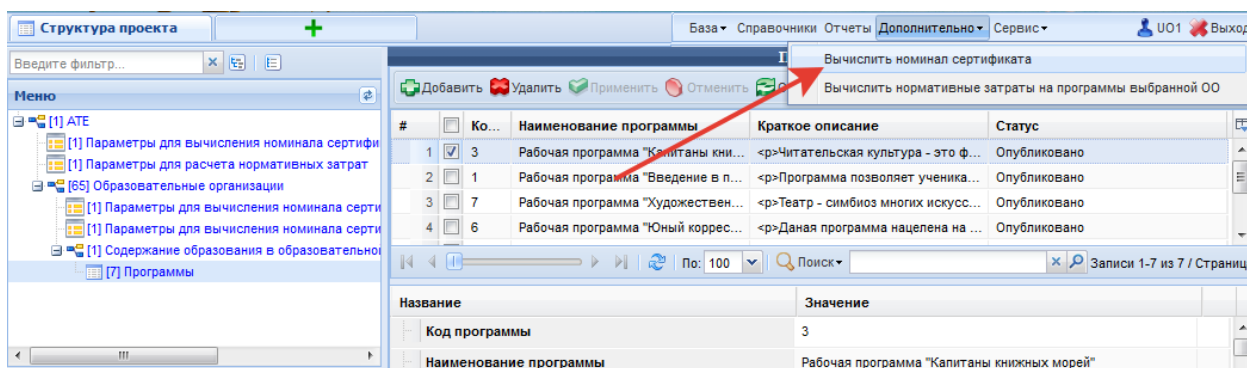 Структура проекта
База Справочники Отчеты Дополнительно Сервис UO1 Выход
Введите фильтр...
Вычислить номинал сертификата
Вычислить нормативные затраты на программы выбранной ОО
Меню
Добавить Удалить Применить Отменить
[1] АТЕ
[1] Параметры для вычисления номинала сертифи
[1] Параметры для расчета нормативных затрат
[65] Образовательные организации
[1] Параметры для вычисления номинала серти
[1] Параметры для вычисления номинала серти
[1] Содержание образования в образовательной
[7] Программы
# Ко... Наименование программы Краткое описание Статус
1 3 Рабочая программа "Капитаны кни... <p>Читательская культура - это ф... Опубликовано
2 1 Рабочая программа "Введение в п... <p>Программа позволяет ученика... Опубликовано
3 7 Рабочая программа "Художествен... <p>Театр - симбиоз многих искусс... Опубликовано
4 6 Рабочая программа "Юный коррес... <p>Даная программа нацелена на ... Опубликовано
По: 100 Поиск Записи 1-7 из 7 / Страниц
Название Значение
Код программы 3
Наименование программы Рабочая программа "Капитаны книжных морей"